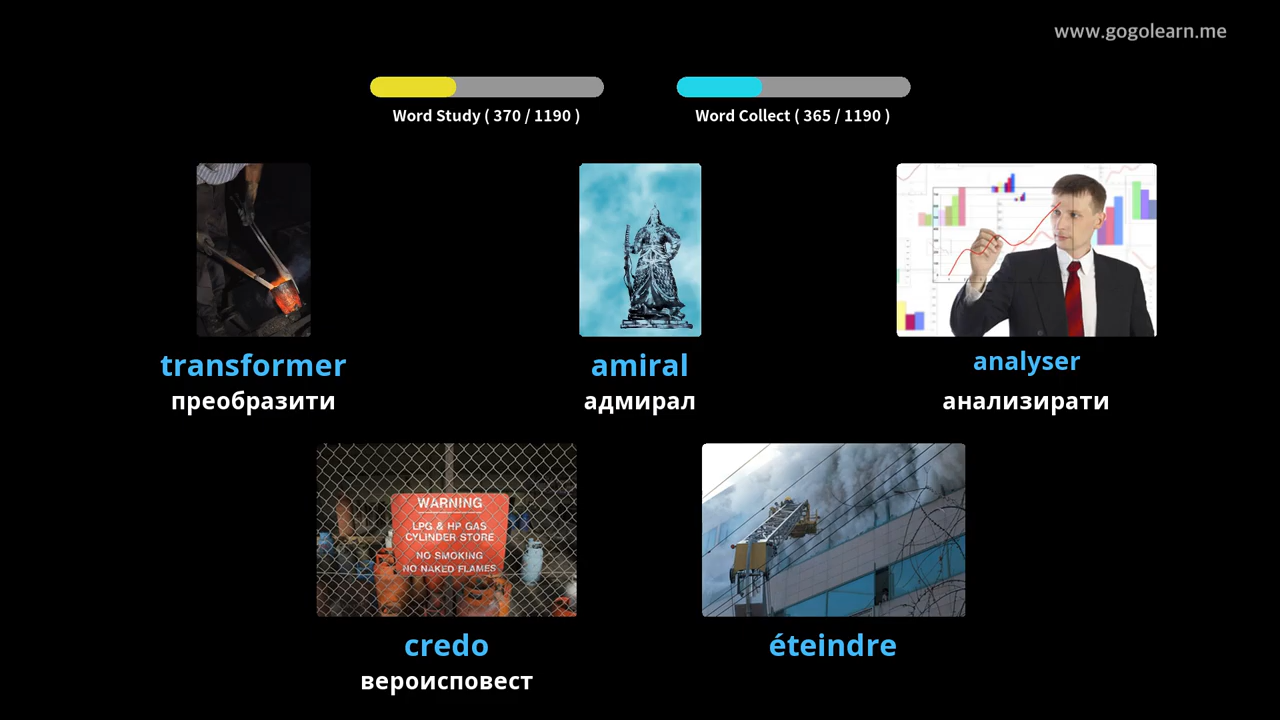 www.gogolearn.me
Word Study ( 370 / 1190 )
Word Collect ( 365 / 1190 )
transformer
преобразити
amiral
адмирал
analyser
анализирати
WARNING
LPG & HP GAS
CYLINDER STORE
NO SMOKING
NO NAKED FLAMES
credo
вероисповест
éteindre